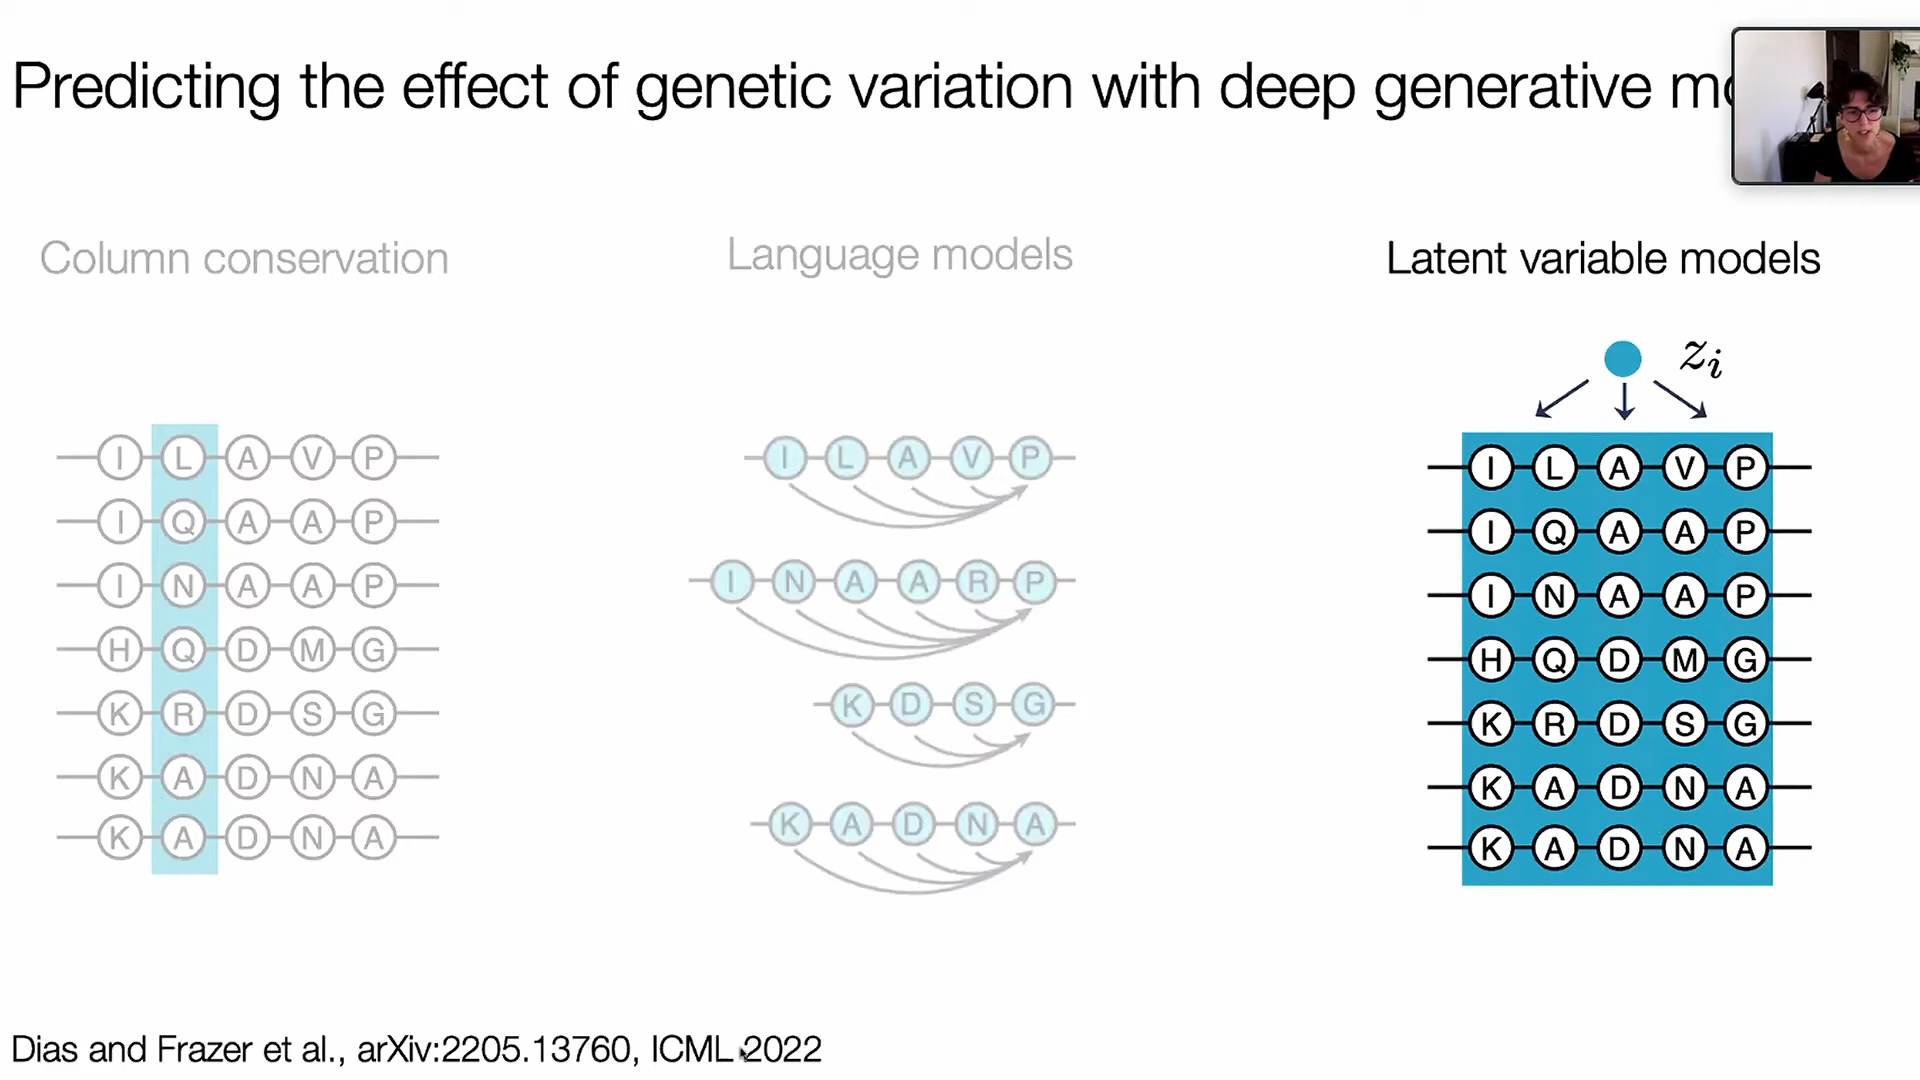 Predicting the effect of genetic variation with deep generative
Column conservation
I L A V P
I Q A A P
I N A A P
H Q D M G
K R D S G
K A D N A
K A D N A
Language models
I L A V P
I N A A R P
K D S G
K A D N A
Latent variable models
z_i
I L A V P
I Q A A P
I N A A P
H Q D M G
K R D S G
K A D N A
K A D N A
Dias and Frazer et al., arXiv:2205.13760, ICML 2022